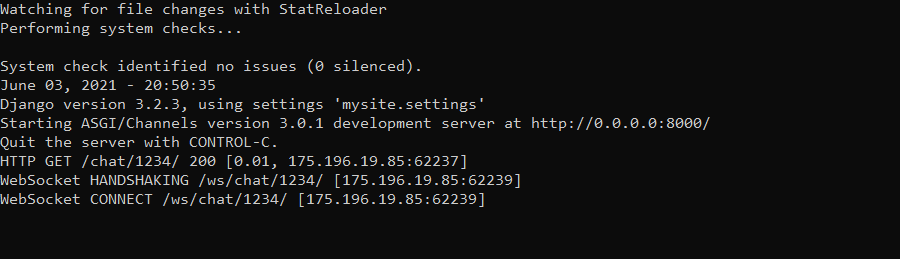 Watching for file changes with StatReloader
Performing system checks...
System check identified no issues (0 silenced).
June 03, 2021 - 20:50:35
Django version 3.2.3, using settings 'mysite.settings'
Starting ASGI/Channels version 3.0.1 development server at http://0.0.0.0:8000/
Quit the server with CONTROL-C.
HTTP GET /chat/1234/ 200 [0.01, 175.196.19.85:62237]
WebSocket HANDSHAKING /ws/chat/1234/ [175.196.19.85:62239]
WebSocket CONNECT /ws/chat/1234/ [175.196.19.85:62239]